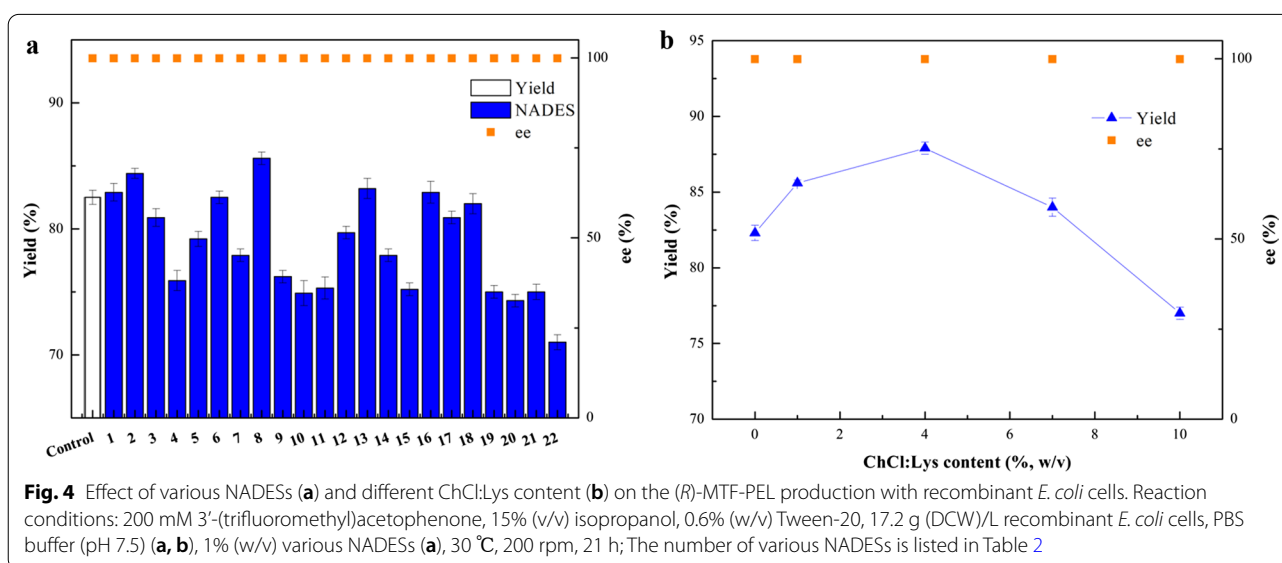 a
Yield
NADES
ee
Yield (%)
90
80
70
100
50
0
ee (%)
Control 1 2 3 4 5 6 7 8 9 10 11 12 13 14 15 16 17 18 19 20 21 22
b
Yield
ee
Yield (%)
95
90
85
80
75
70
100
50
0
ee (%)
0 2 4 6 8 10
ChCl:Lys content (%, w/v)
Fig. 4 Effect of various NADESs (a) and different ChCl:Lys content (b) on the (R)-MTF-PEL production with recombinant E. coli cells. Reaction
conditions: 200 mM 3′-(trifluoromethyl)acetophenone, 15% (v/v) isopropanol, 0.6% (w/v) Tween-20, 17.2 g (DCW)/L recombinant E. coli cells, PBS
buffer (pH 7.5) (a, b), 1% (w/v) various NADESs (a), 30 ℃, 200 rpm, 21 h; The number of various NADESs is listed in Table 2